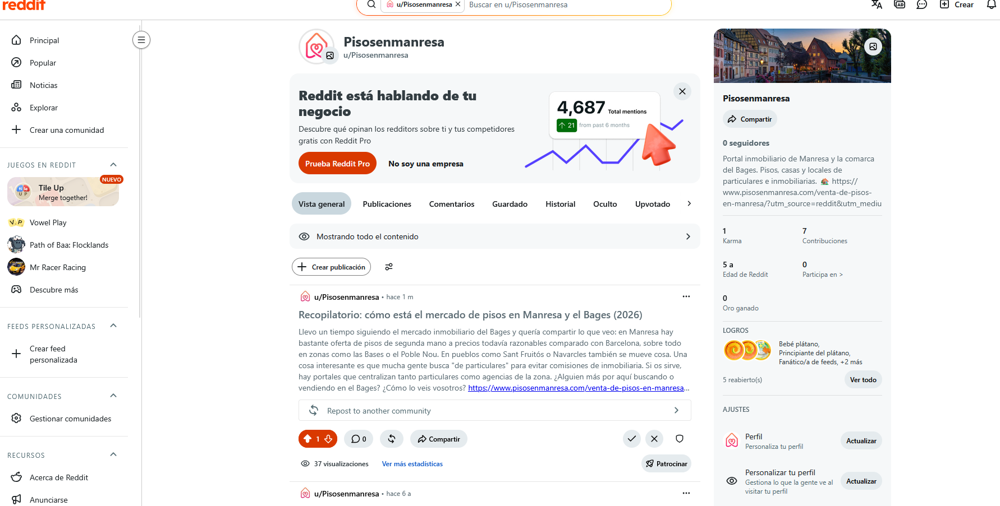 reddit
u/Pisosenmanresa
Buscar en u/Pisosenmanresa
AD
Crear
Principal
Popular
Noticias
Explorar
Crear una comunidad
JUEGOS EN REDDIT
NUEVO
Tile Up
Merge together!
Vowel Play
Path of Baa: Flocklands
Mr Racer Racing
Descubre más
FEEDS PERSONALIZADAS
Crear feed
personalizada
COMUNIDADES
Gestionar comunidades
RECURSOS
Acerca de Reddit
Anunciarse
Pisosenmanresa
u/Pisosenmanresa
Reddit está hablando de tu
negocio
Descubre qué opinan los redditors sobre ti y tus competidores
gratis con Reddit Pro
Prueba Reddit Pro
No soy una empresa
4,687 Total mentions
↑ 21 from past 6 months
Vista general
Publicaciones
Comentarios
Guardado
Historial
Oculto
Upvotado
Mostrando todo el contenido
Crear publicación
u/Pisosenmanresa • hace 1 m
Recopilatorio: cómo está el mercado de pisos en Manresa y el Bages (2026)
Llevo un tiempo siguiendo el mercado inmobiliario del Bages y quería compartir lo que veo: en Manresa hay
bastante oferta de pisos de segunda mano a precios todavía razonables comparado con Barcelona, sobre todo
en zonas como las Bases o el Poble Nou. En pueblos como Sant Fruitós o Navarcles también se mueve cosa. Una
cosa interesante es que mucha gente busca "de particulares" para evitar comisiones de inmobiliaria. Si os sirve,
hay portales que centralizan tanto particulares como agencias de la zona. ¿Alguien más por aquí buscando o
vendiendo en el Bages? ¿Cómo lo veis vosotros? https://www.pisosenmanresa.com/venta-de-pisos-en-manresa...
Repost to another community
1
0
Compartir
37 visualizaciones
Ver más estadísticas
Patrocinar
u/Pisosenmanresa • hace 6 a
Pisosenmanresa
Compartir
0 seguidores
Portal inmobiliario de Manresa y la comarca
del Bages. Pisos, casas y locales de
particulares e inmobiliarias. 🏠 https://
www.pisosenmanresa.com/venta-de-pisos-
en-manresa/?utm_source=reddit&utm_mediu
1
Karma
7
Contribuciones
5 a
Edad de Reddit
0
Participa en >
0
Oro ganado
LOGROS
Bebé plátano,
Principiante del plátano,
Fanático/a de feeds, +2 más
5 reabierto(s)
Ver todo
AJUSTES
Perfil
Personaliza tu perfil
Actualizar
Personalizar tu perfil
Gestiona lo que la gente ve al
visitar tu perfil
Actualizar